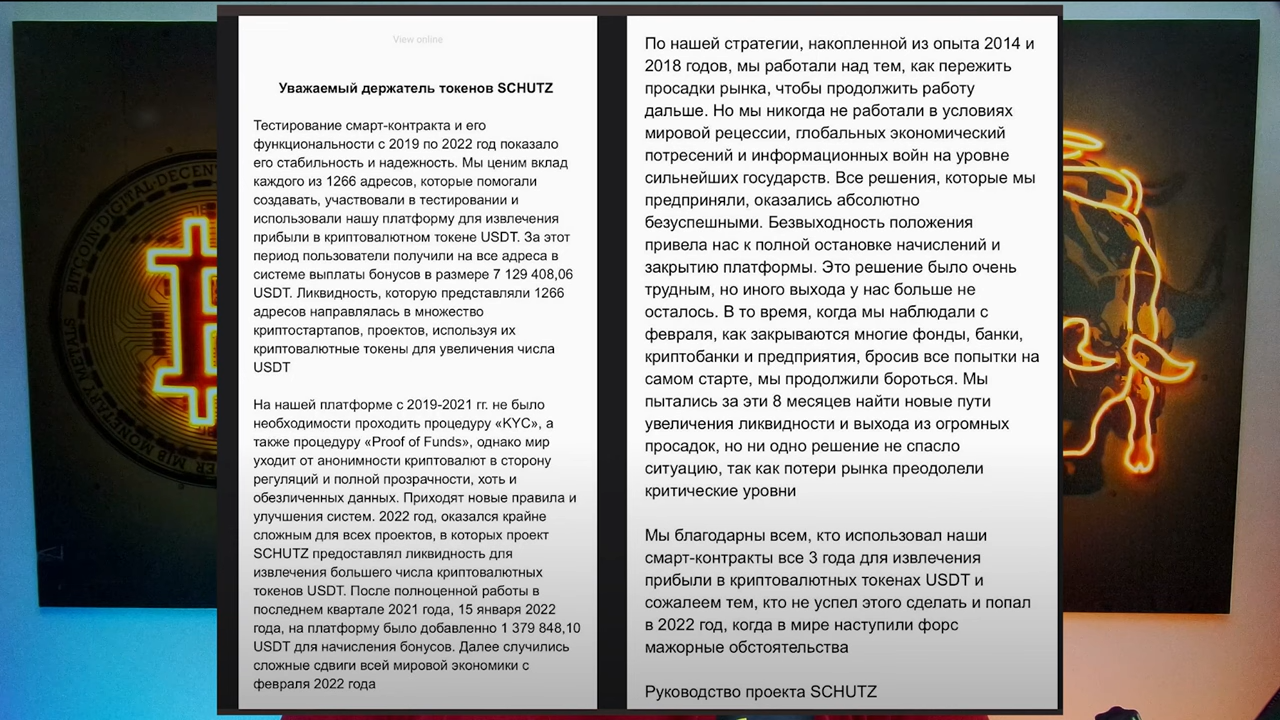 View online
Уважаемый держатель токенов SCHUTZ
Тестирование смарт-контракта и его
функциональности с 2019 по 2022 год показало
его стабильность и надежность. Мы ценим вклад
каждого из 1266 адресов, которые помогали
создавать, участвовали в тестировании и
использовали нашу платформу для извлечения
прибыли в криптовалютном токене USDT. За этот
период пользователи получили на все адреса в
системе выплаты бонусов в размере 7 129 408,06
USDT. Ликвидность, которую представляли 1266
адресов направлялась в множество
криптостартапов, проектов, используя их
криптовалютные токены для увеличения числа
USDT
На нашей платформе с 2019-2021 гг. не было
необходимости проходить процедуру «KYC», а
также процедуру «Proof of Funds», однако мир
уходит от анонимности криптовалют в сторону
регуляций и полной прозрачности, хоть и
обезличенных данных. Приходят новые правила и
улучшения систем. 2022 год, оказался крайне
сложным для всех проектов, в которых проект
SCHUTZ предоставлял ликвидность для
извлечения большего числа криптовалютных
токенов USDT. После полноценной работы в
последнем квартале 2021 года, 15 января 2022
года, на платформу было добавленно 1 379 848,10
USDT для начисления бонусов. Далее случились
сложные сдвиги всей мировой экономики с
февраля 2022 года
По нашей стратегии, накопленной из опыта 2014 и
2018 годов, мы работали над тем, как пережить
просадки рынка, чтобы продолжить работу
дальше. Но мы никогда не работали в условиях
мировой рецессии, глобальных экономический
потресений и информационных войн на уровне
сильнейших государств. Все решения, которые мы
предприняли, оказались абсолютно
безуспешными. Безвыходность положения
привела нас к полной остановке начислений и
закрытию платформы. Это решение было очень
трудным, но иного выхода у нас больше не
осталось. В то время, когда мы наблюдали с
февраля, как закрываются многие фонды, банки,
криптобанки и предприятия, бросив все попытки на
самом старте, мы продолжили бороться. Мы
пытались за эти 8 месяцев найти новые пути
увеличения ликвидности и выхода из огромных
просадок, но ни одно решение не спасло
ситуацию, так как потери рынка преодолели
критические уровни
Мы благодарны всем, кто использовал наши
смарт-контракты все 3 года для извлечения
прибыли в криптовалютных токенах USDT и
сожалеем тем, кто не успел этого сделать и попал
в 2022 год, когда в мире наступили форс
мажорные обстоятельства
Руководство проекта SCHUTZ